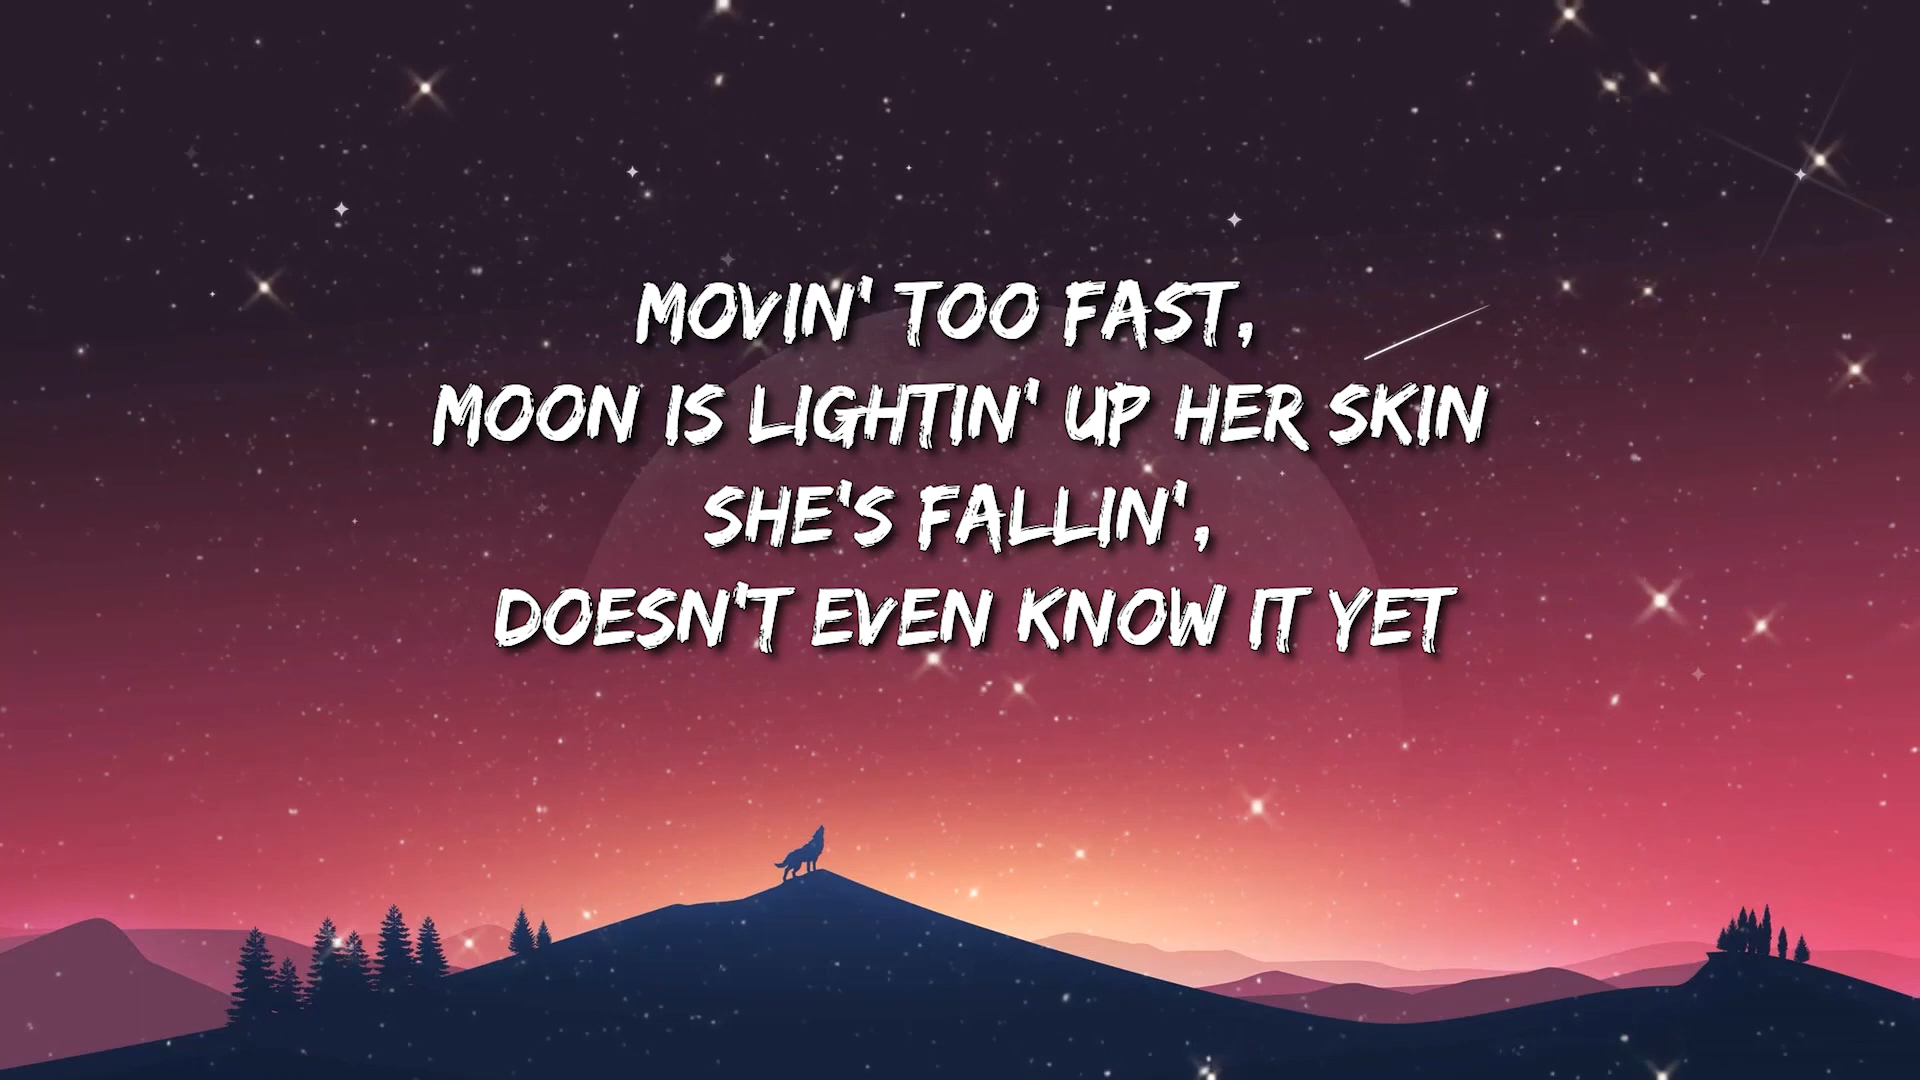 MOVIN' TOO FAST,
MOON IS LIGHTIN' UP HER SKIN
SHE'S FALLIN',
DOESN'T EVEN KNOW IT YET